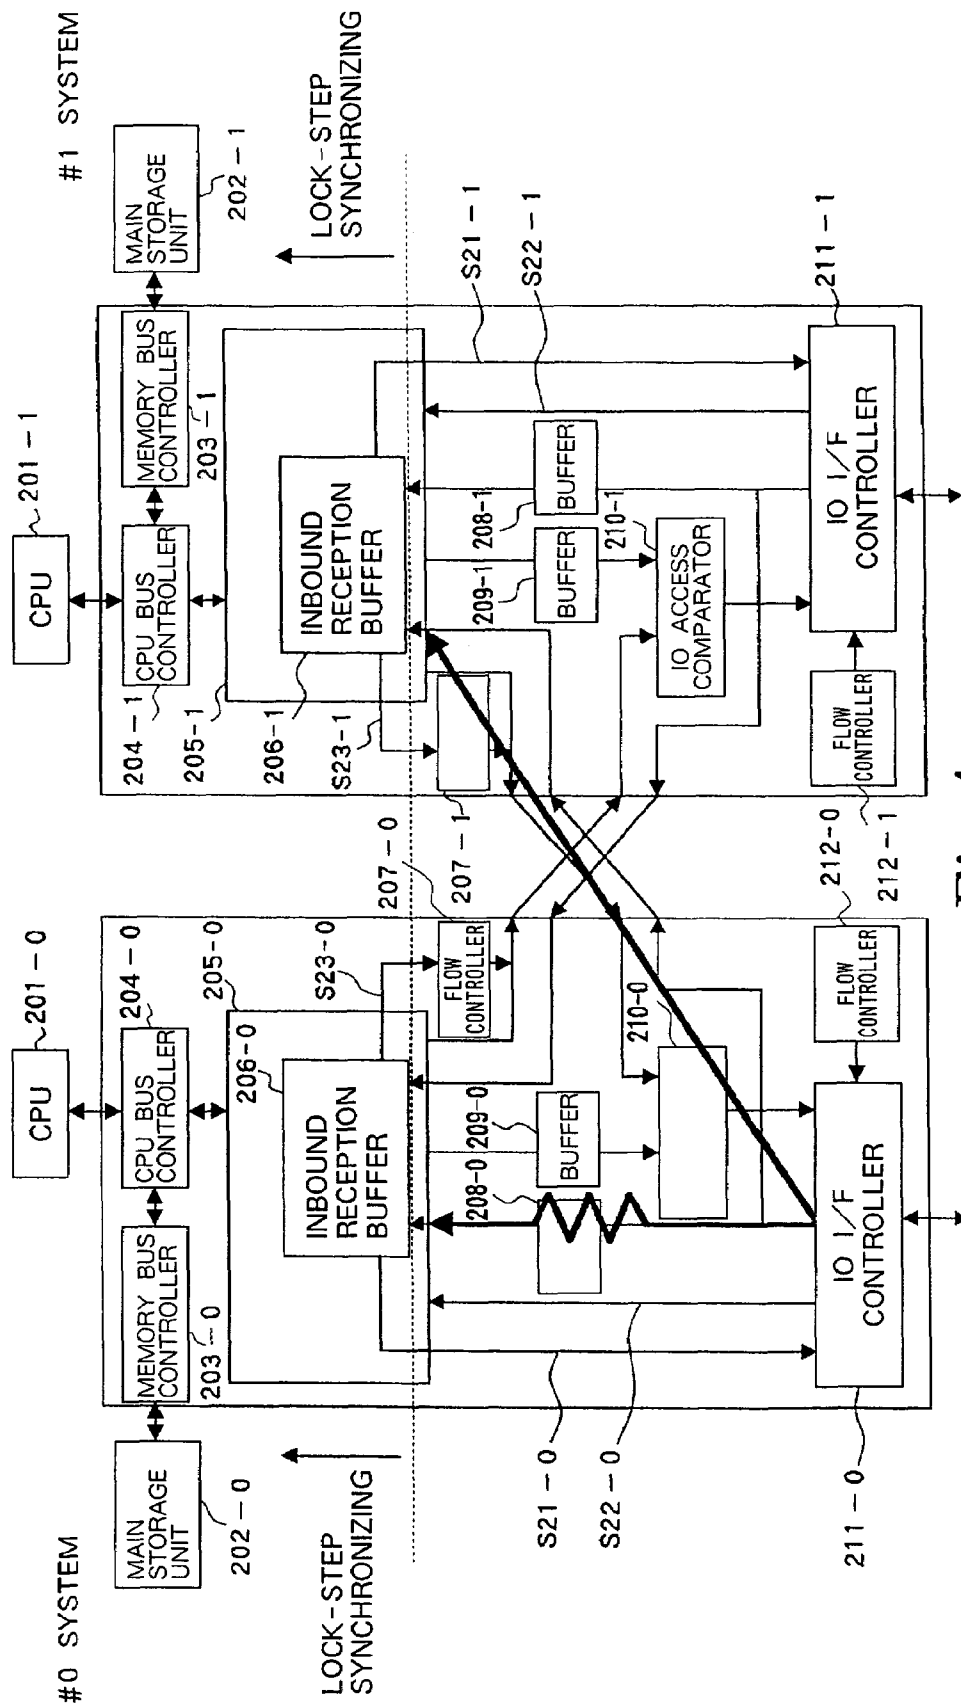 #0 SYSTEM
#1 SYSTEM
CPU
201-0
CPU
201-1
MAIN
STORAGE
UNIT
202-0
MEMORY BUS
CONTROLLER
203-0
CPU BUS
CONTROLLER
204-0
205-0
CPU BUS
CONTROLLER
204-1
205-1
MEMORY BUS
CONTROLLER
203-1
MAIN
STORAGE
UNIT
202-1
206-0
INBOUND
RECEPTION
BUFFER
S23-0
INBOUND
RECEPTION
BUFFER
206-1
S23-1
LOCK-STEP
SYNCHRONIZING
LOCK-STEP
SYNCHRONIZING
207-0
FLOW
CONTROLLER
207-1
208-0
209-0
BUFFER
210-0
209-1
BUFFER
208-1
BUFFER
210-1
IO ACCESS
COMPARATOR
S21-1
S22-1
S21-0
S22-0
IO I/F
CONTROLLER
211-0
FLOW
CONTROLLER
212-0
FLOW
CONTROLLER
212-1
IO I/F
CONTROLLER
211-1